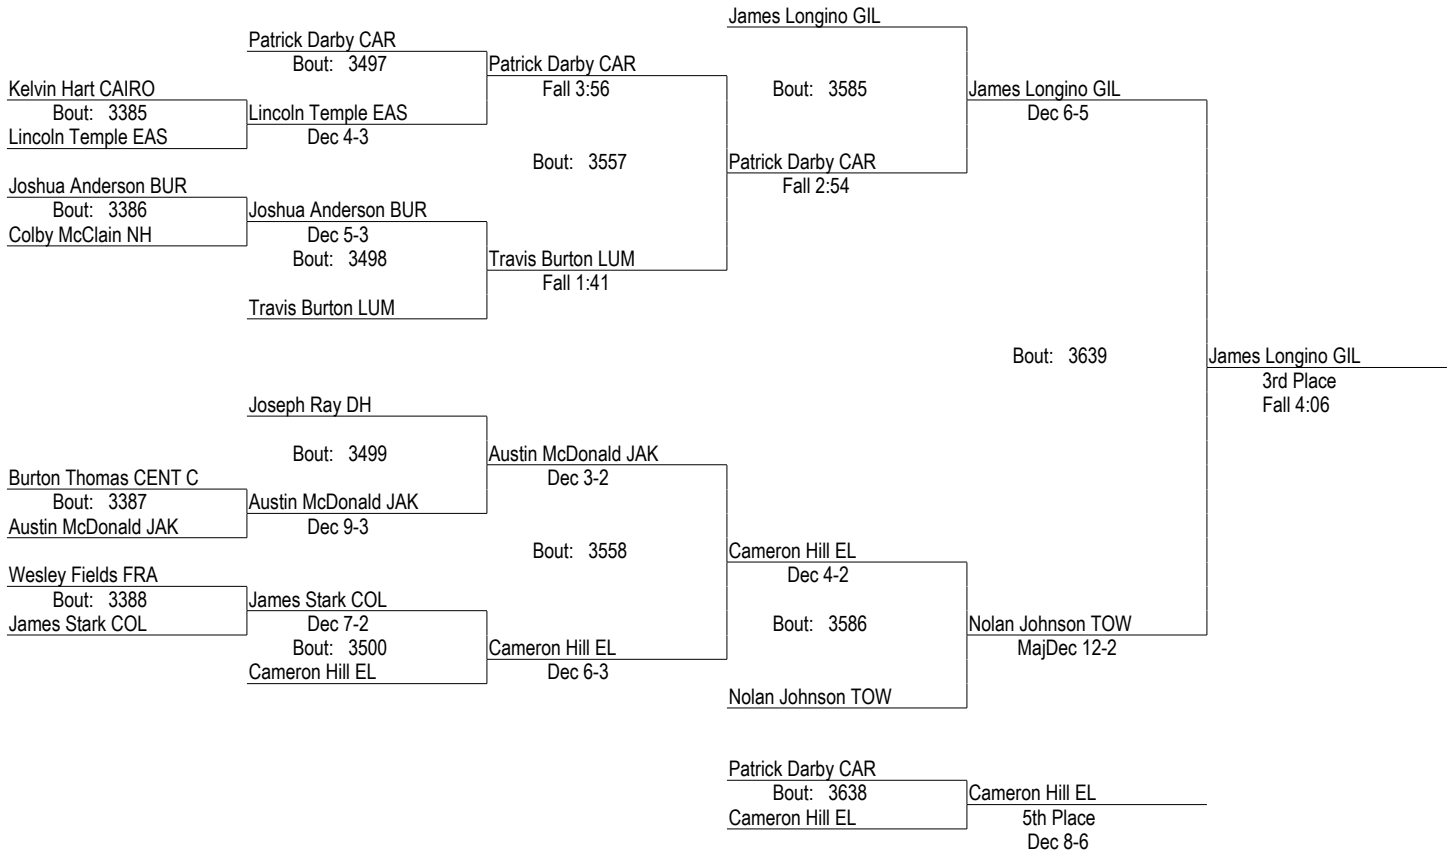 James Longino GIL
Patrick Darby CAR
Bout: 3497
Patrick Darby CAR
Fall 3:56
Kelvin Hart CAIRO
Bout: 3385
Lincoln Temple EAS
Lincoln Temple EAS
Dec 4-3
Bout: 3585
James Longino GIL
Dec 6-5
Bout: 3557
Patrick Darby CAR
Fall 2:54
Joshua Anderson BUR
Bout: 3386
Colby McClain NH
Joshua Anderson BUR
Dec 5-3
Bout: 3498
Travis Burton LUM
Fall 1:41
Travis Burton LUM
Bout: 3639
James Longino GIL
3rd Place
Fall 4:06
Joseph Ray DH
Bout: 3499
Austin McDonald JAK
Dec 3-2
Burton Thomas CENT C
Bout: 3387
Austin McDonald JAK
Austin McDonald JAK
Dec 9-3
Bout: 3558
Cameron Hill EL
Dec 4-2
Wesley Fields FRA
Bout: 3388
James Stark COL
James Stark COL
Dec 7-2
Bout: 3500
Cameron Hill EL
Cameron Hill EL
Dec 6-3
Bout: 3586
Nolan Johnson TOW
MajDec 12-2
Nolan Johnson TOW
Patrick Darby CAR
Bout: 3638
Cameron Hill EL
Cameron Hill EL
5th Place
Dec 8-6